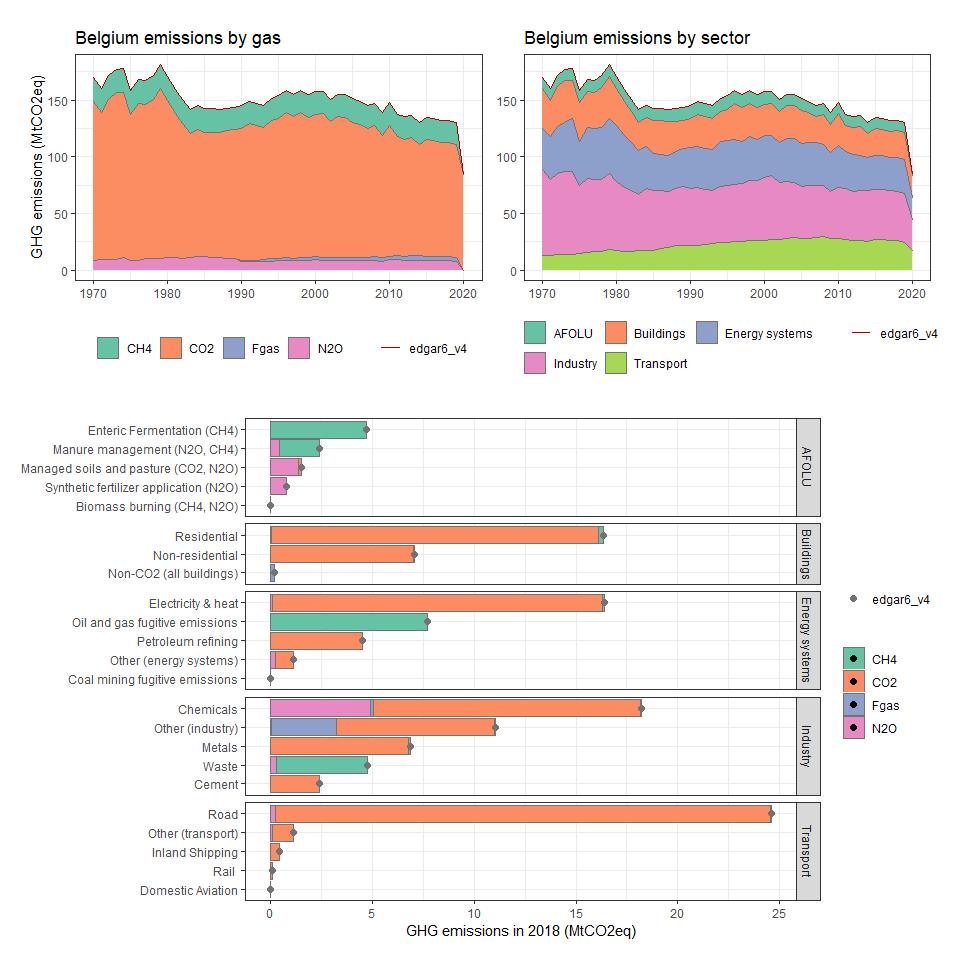 Belgium emissions by gas
GHG emissions (MtCO2eq)
150
100
50
0
1970
1980
1990
2000
2010
2020
CH4
CO2
Fgas
N2O
edgar6_v4
Belgium emissions by sector
150
100
50
0
1970
1980
1990
2000
2010
2020
AFOLU
Buildings
Energy systems
edgar6_v4
Industry
Transport
Enteric Fermentation (CH4)
Manure management (N2O, CH4)
Managed soils and pasture (CO2, N2O)
Synthetic fertilizer application (N2O)
Biomass burning (CH4, N2O)
AFOLU
Residential
Non-residential
Non-CO2 (all buildings)
Buildings
Electricity & heat
Oil and gas fugitive emissions
Petroleum refining
Other (energy systems)
Coal mining fugitive emissions
Energy systems
Chemicals
Other (industry)
Metals
Waste
Cement
Industry
Road
Other (transport)
Inland Shipping
Rail
Domestic Aviation
Transport
0
5
10
15
20
25
GHG emissions in 2018 (MtCO2eq)
edgar6_v4
CH4
CO2
Fgas
N2O